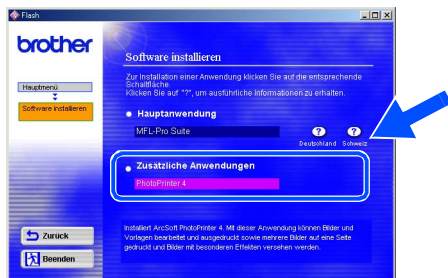 Flash
brother
Software installieren
Zur Installation einer Anwendung klicken Sie auf die entsprechende
Schaltfläche.
Klicken Sie auf "?", um ausführliche Informationen zu erhalten.
Hauptmenü
Software installieren
Hauptanwendung
MFL-Pro Suite
? ?
Deutschland Schweiz
Zusätzliche Anwendungen
PhotoPrinter 4
Installiert ArcSoft PhotoPrinter 4. Mit dieser Anwendung können Bilder und
Vorlagen bearbeitet und ausgedruckt sowie mehrere Bilder auf eine Seite
gedruckt und Bilder mit besonderen Effekten versehen werden.
Zurück
Beenden